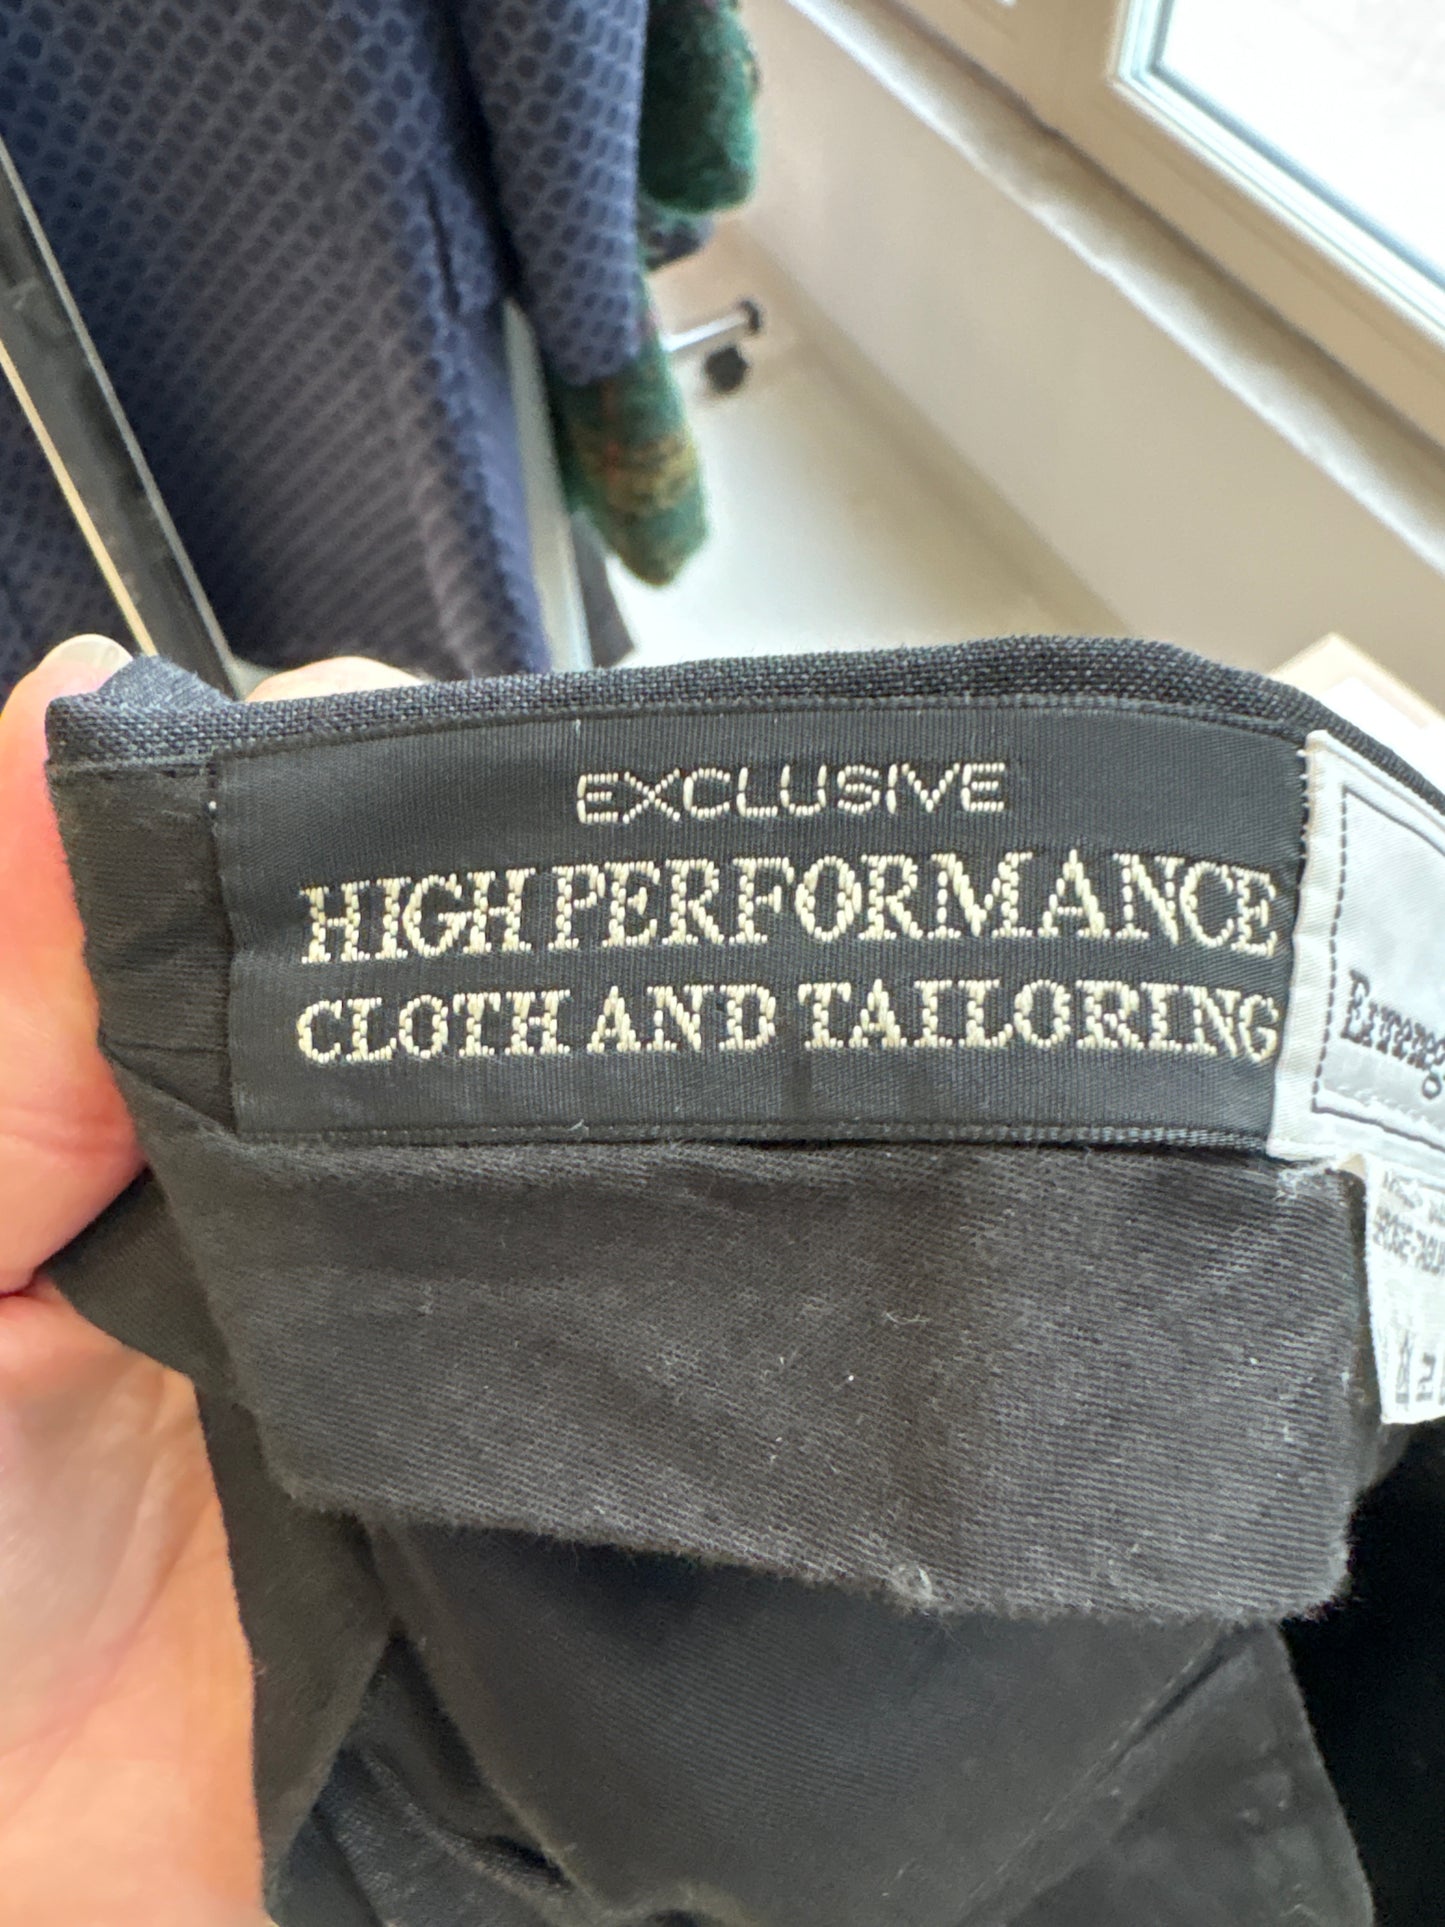 EXCLUSIVE
HIGH PERFORMANCE
CLOTH AND TAILORING